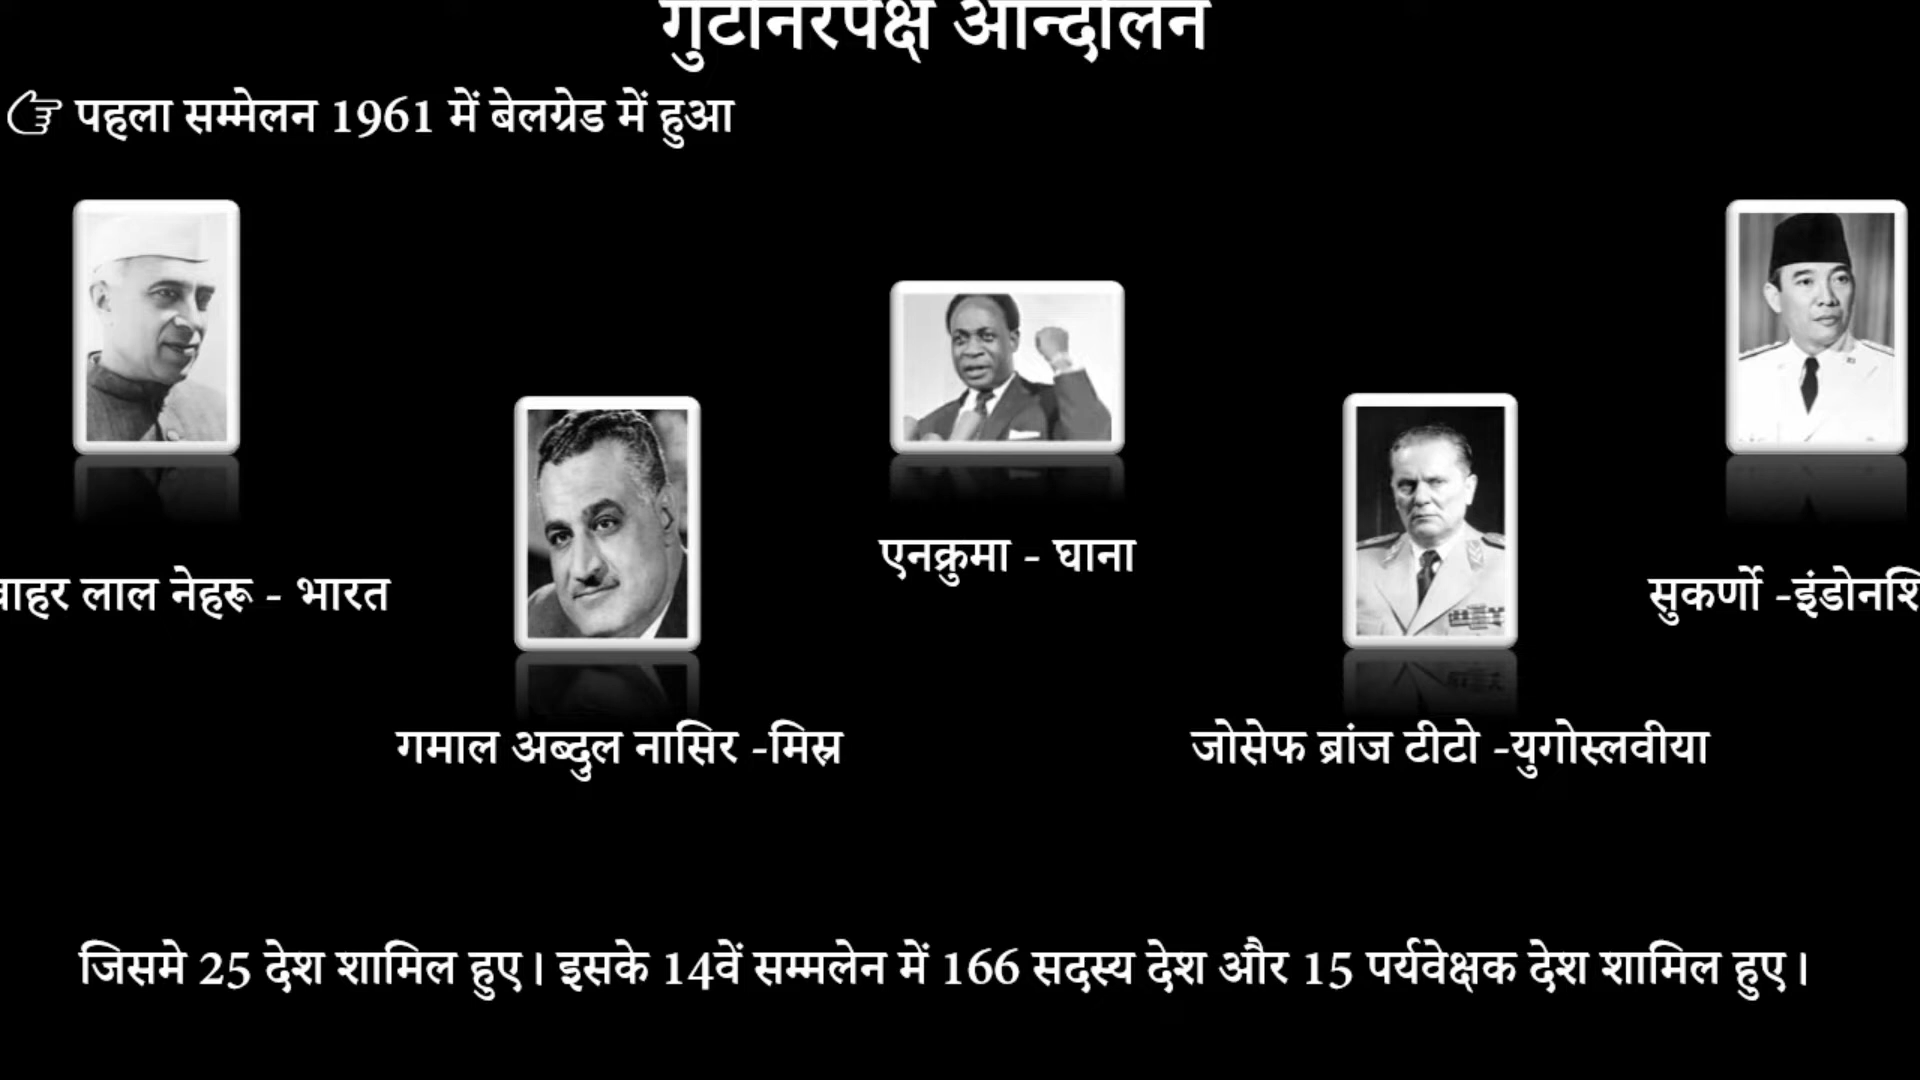 गुटनिरपेक्ष आन्दोलन
👉 पहला सम्मेलन 1961 में बेलग्रेड में हुआ
लाल नेहरू - भारत
एनक्रुमा - घाना
सुकर्णो -इंडोनशि
गमाल अब्दुल नासिर -मिस्र
जोसेफ ब्रांज टीटो -युगोस्लवीया
जिसमे 25 देश शामिल हुए। इसके 14वें सम्मलेन में 166 सदस्य देश और 15 पर्यवेक्षक देश शामिल हुए।